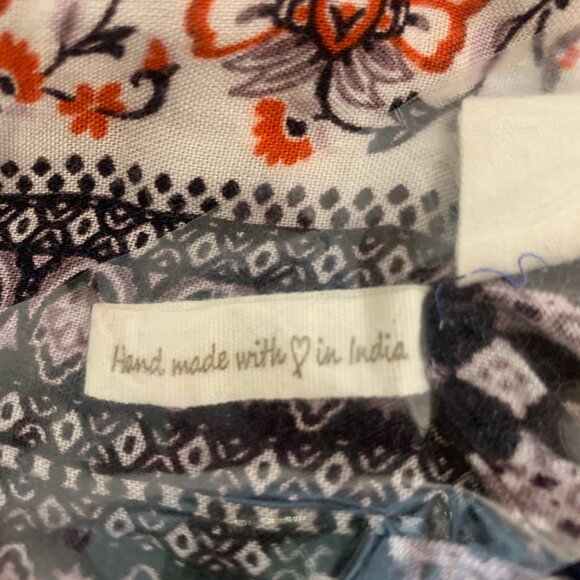 Hand made with ♡ in India